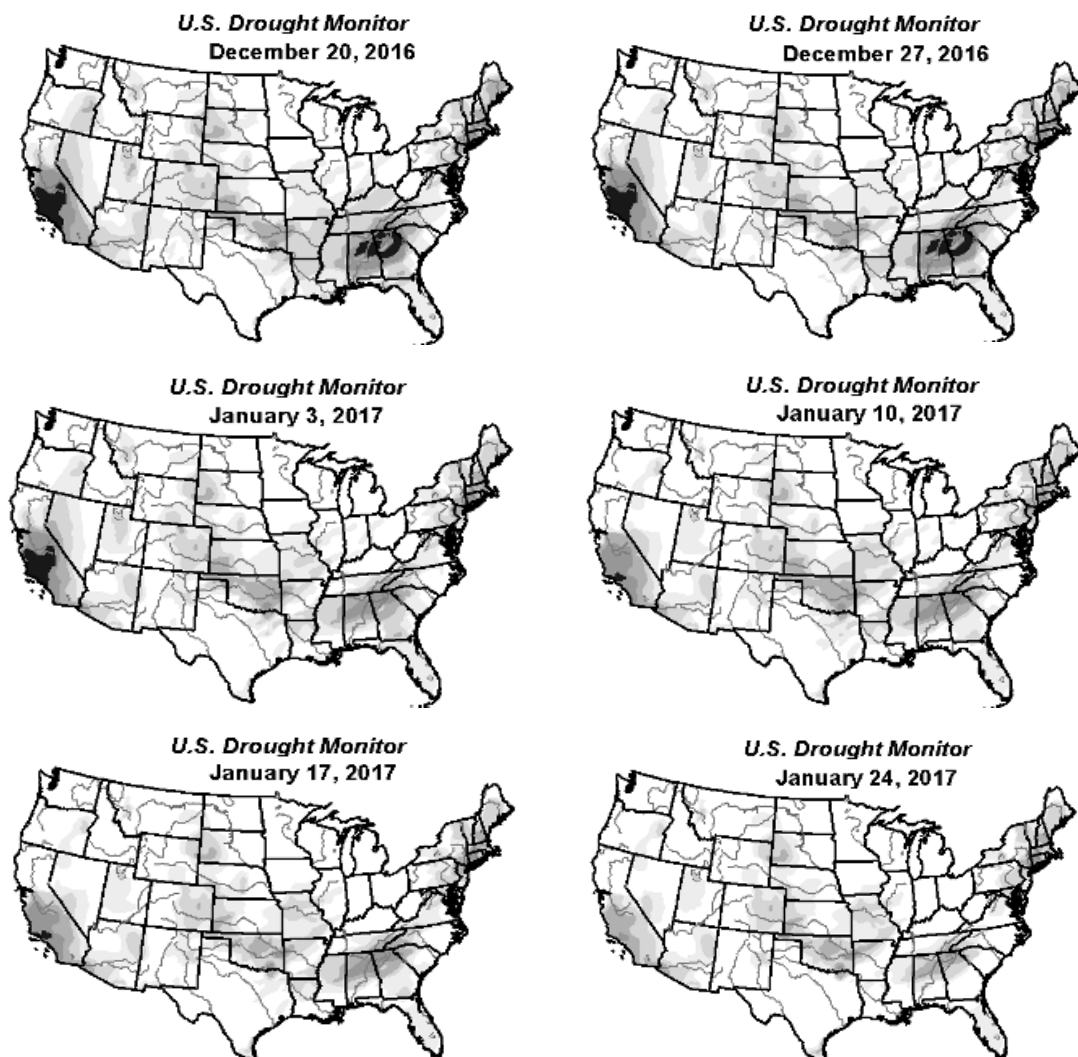 U.S. Drought Monitor
December 20, 2016
U.S. Drought Monitor
December 27, 2016
U.S. Drought Monitor
January 3, 2017
U.S. Drought Monitor
January 10, 2017
U.S. Drought Monitor
January 17, 2017
U.S. Drought Monitor
January 24, 2017